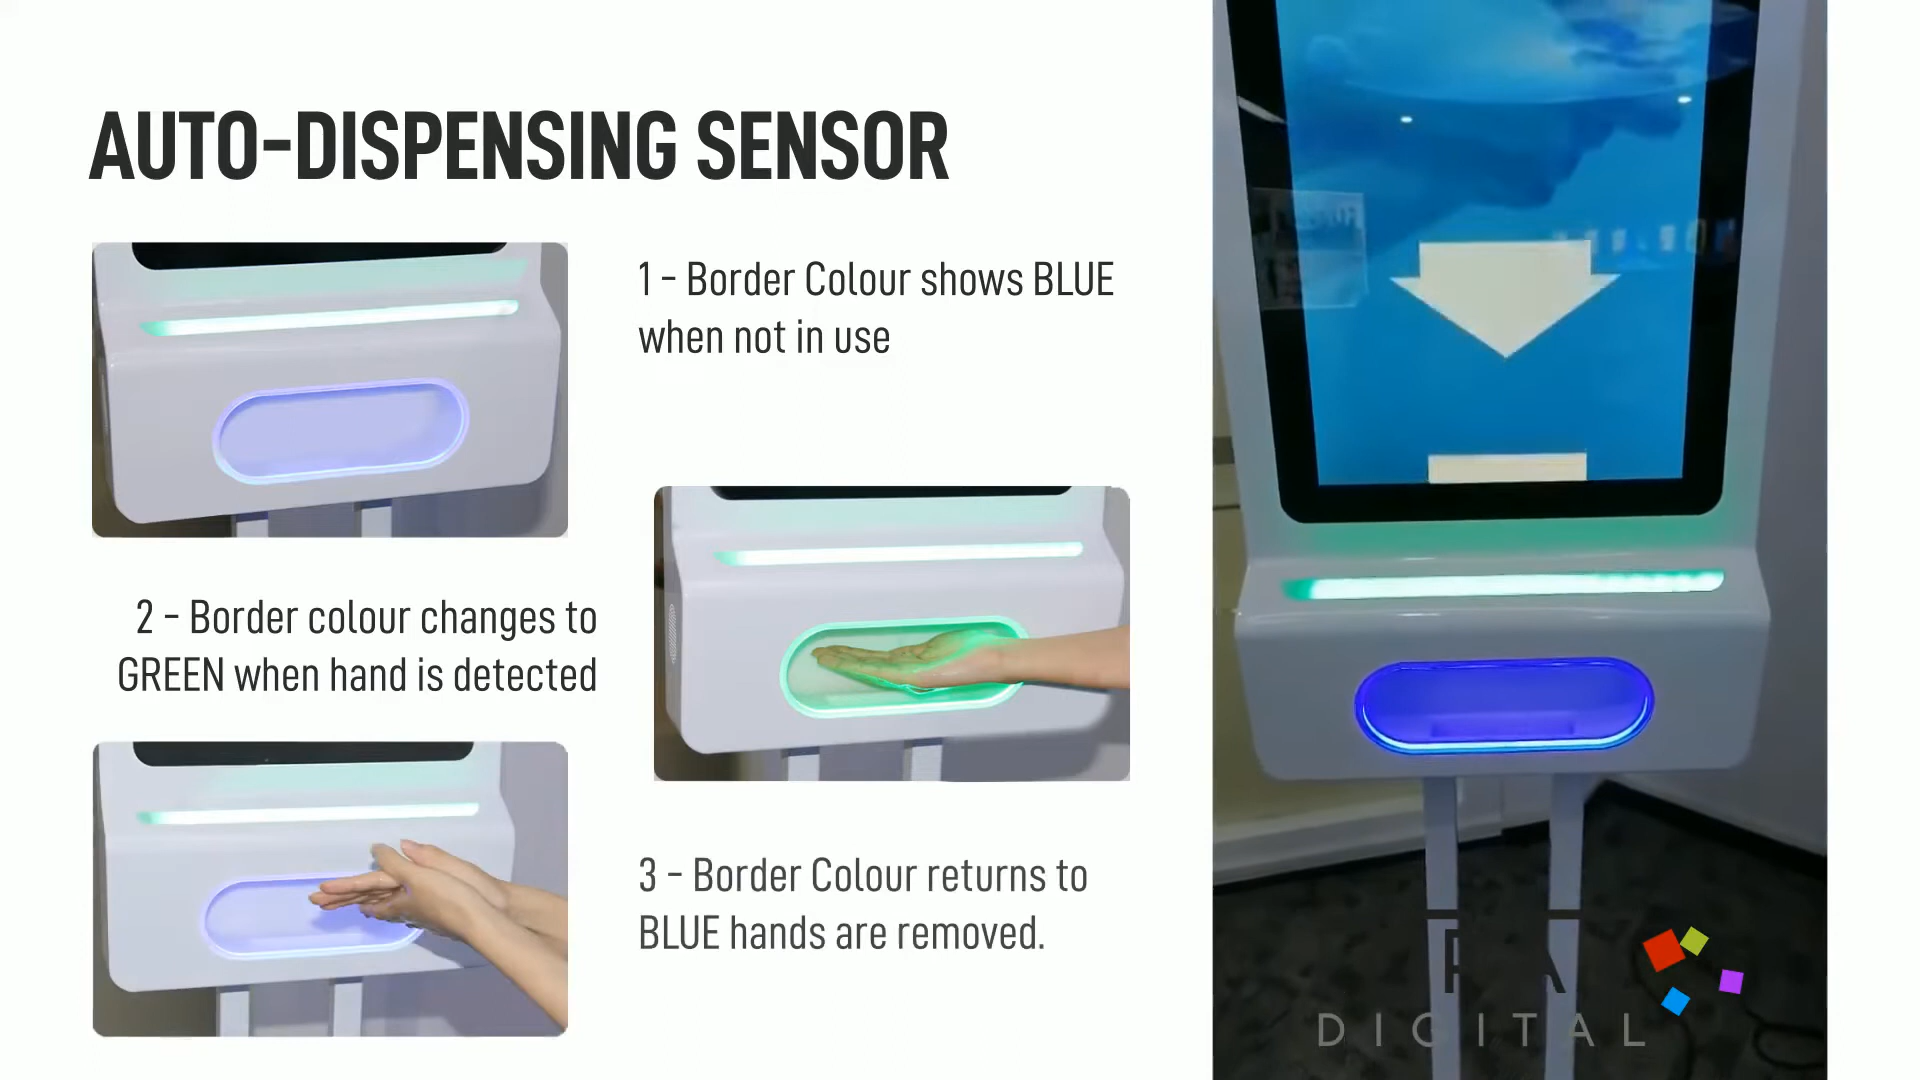 AUTO-DISPENSING SENSOR
1 - Border Colour shows BLUE
when not in use
2 - Border colour changes to
GREEN when hand is detected
3 - Border Colour returns to
BLUE hands are removed.
DIGITAL